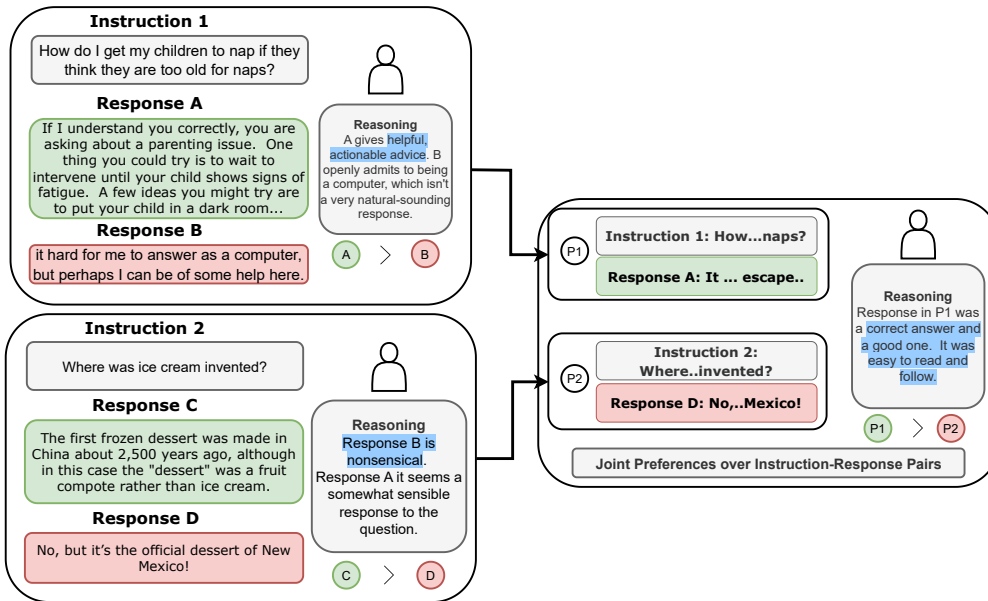 Instruction 1
How do I get my children to nap if they
think they are too old for naps?
Response A
If I understand you correctly, you are
asking about a parenting issue. One
thing you could try is to wait to
intervene until your child shows signs of
fatigue. A few ideas you might try are
to put your child in a dark room...
Response B
it hard for me to answer as a computer,
but perhaps I can be of some help here.
Reasoning
A gives helpful,
actionable advice. B
openly admits to being
a computer, which isn't
a very natural-sounding
response.
A > B
Instruction 2
Where was ice cream invented?
Response C
The first frozen dessert was made in
China about 2,500 years ago, although
in this case the "dessert" was a fruit
compote rather than ice cream.
Response D
No, but it's the official dessert of New
Mexico!
Reasoning
Response B is
nonsensical.
Response A it seems a
somewhat sensible
response to the
question.
C > D
P1
Instruction 1: How...naps?
Response A: It ... escape..
P2
Instruction 2:
Where..invented?
Response D: No,..Mexico!
Reasoning
Response in P1 was
a correct answer and
a good one. It was
easy to read and
follow.
P1 > P2
Joint Preferences over Instruction-Response Pairs